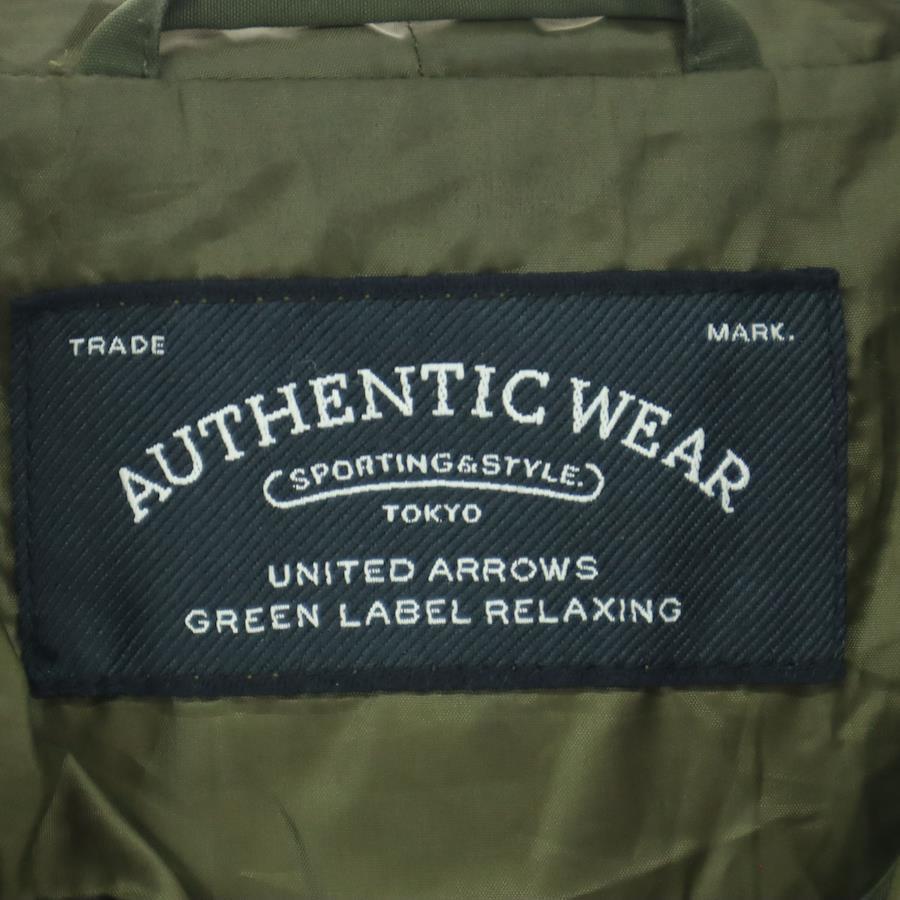 TRADE MARK.
AUTHENTIC WEAR
SPORTING&STYLE.
TOKYO
UNITED ARROWS
GREEN LABEL RELAXING